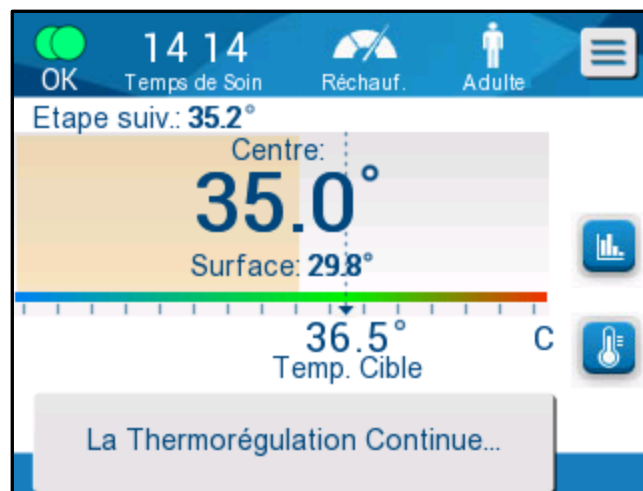 14 14
OK Temps de Soin Réchauf. Adulte
Etape suiv.: 35.2°
Centre:
35.0°
Surface: 29.8°
36.5° C
Temp. Cible
La Thermorégulation Continue...